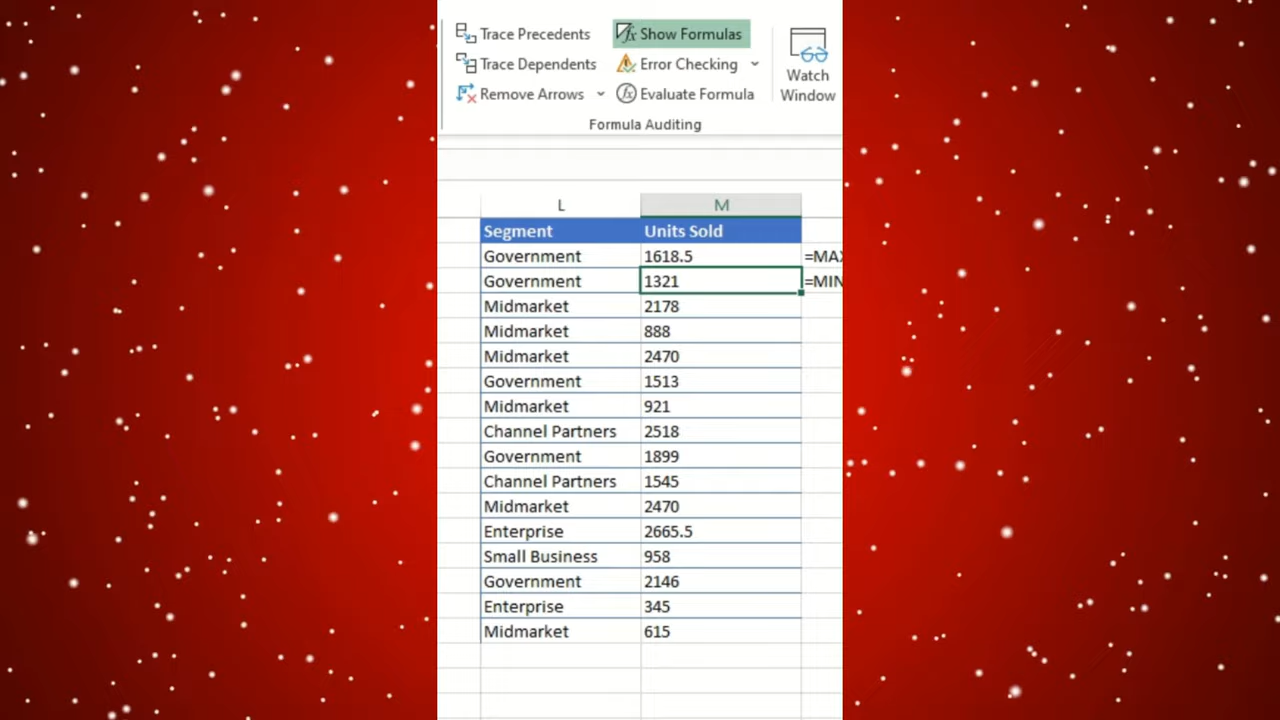 Trace Precedents Show Formulas
Trace Dependents Error Checking
Remove Arrows Evaluate Formula
Watch
Window
Formula Auditing
L M
Segment Units Sold
Government 1618.5 =MAX
Government 1321 =MIN
Midmarket 2178
Midmarket 888
Midmarket 2470
Government 1513
Midmarket 921
Channel Partners 2518
Government 1899
Channel Partners 1545
Midmarket 2470
Enterprise 2665.5
Small Business 958
Government 2146
Enterprise 345
Midmarket 615